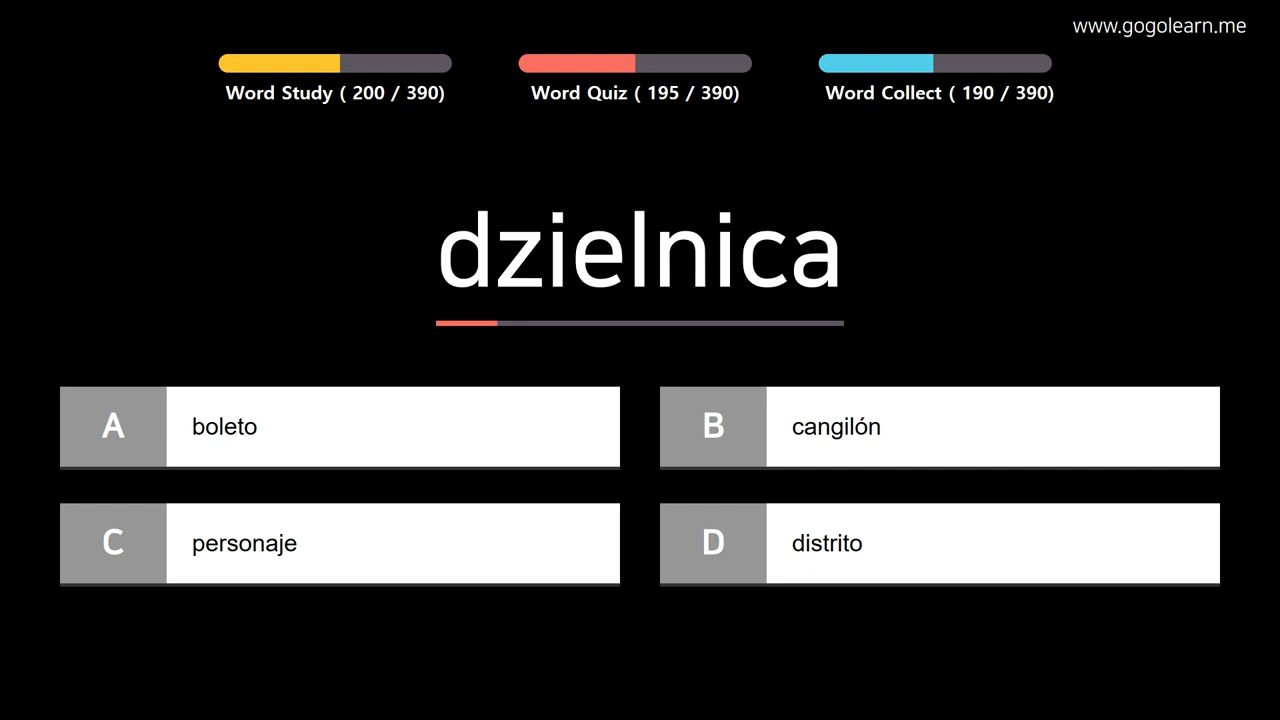 www.gogolearn.me
Word Study ( 200 / 390)
Word Quiz ( 195 / 390)
Word Collect ( 190 / 390)
dzielnica
A
boleto
B
cangilón
C
personaje
D
distrito